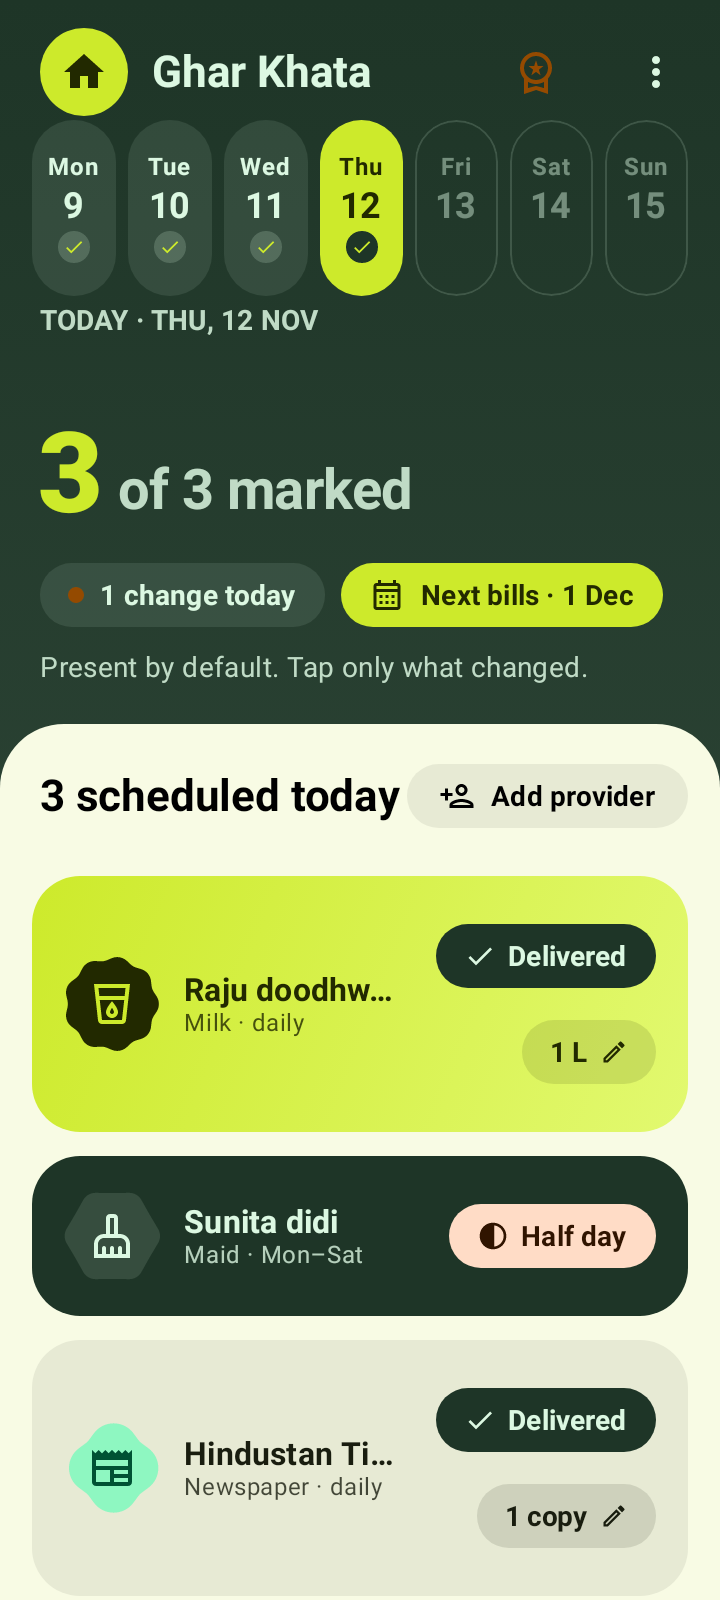 Ghar Khata
Mon Tue Wed Thu Fri Sat Sun
9 10 11 12 13 14 15
TODAY · THU, 12 NOV
3 of 3 marked
1 change today
Next bills · 1 Dec
Present by default. Tap only what changed.
3 scheduled today
Add provider
Raju doodhw...
Milk · daily
Delivered
1 L
Sunita didi
Maid · Mon–Sat
Half day
Hindustan Ti...
Newspaper · daily
Delivered
1 copy